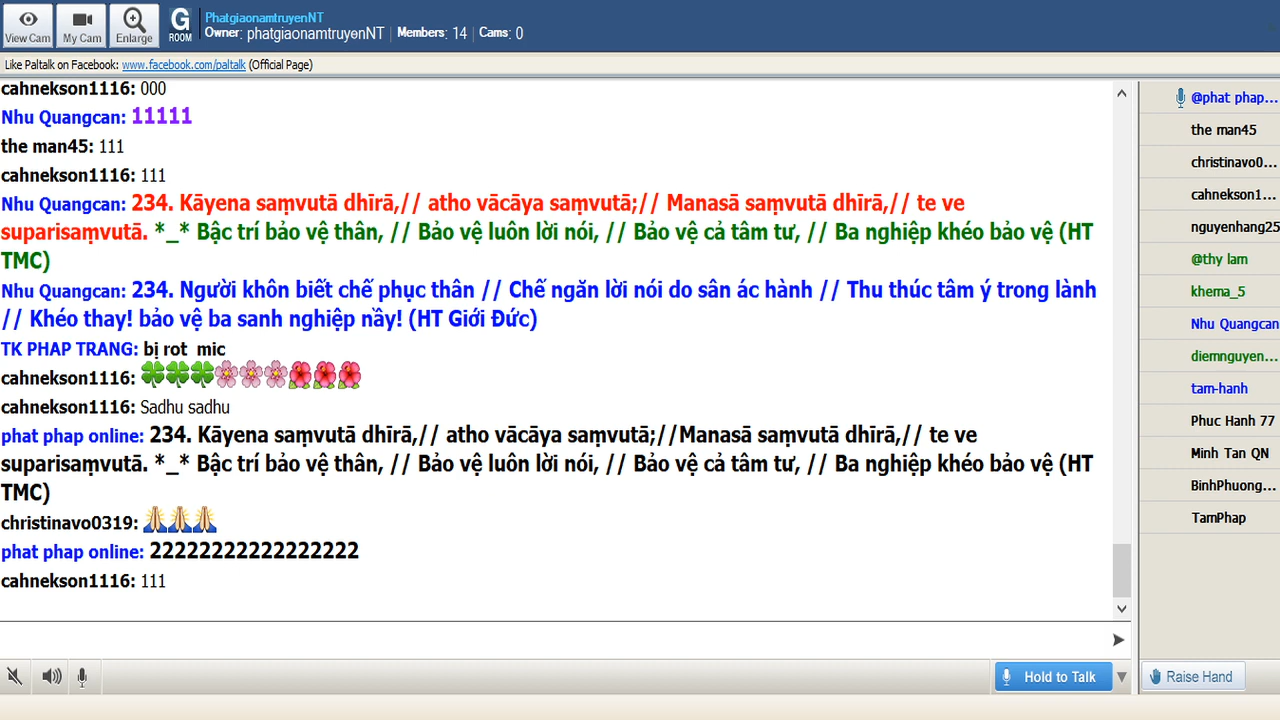 View Cam
My Cam
Enlarge
G
ROOM
PhatgiaonamtruyenNT
Owner: phatgiaonamtruyenNT | Members: 14 | Cams: 0
Like Paltalk on Facebook: www.facebook.com/paltalk (Official Page)
cahnekson1116: 000
Nhu Quangcan: 11111
the man45: 111
cahnekson1116: 111
Nhu Quangcan: 234. Kāyena saṃvutā dhīrā,// atho vācāya saṃvutā;// Manasā saṃvutā dhīrā,// te ve
suparisaṃvutā. *_* Bậc trí bảo vệ thân, // Bảo vệ luôn lời nói, // Bảo vệ cả tâm tư, // Ba nghiệp khéo bảo vệ (HT
TMC)
Nhu Quangcan: 234. Người khôn biết chế phục thân // Chế ngăn lời nói do sân ác hành // Thu thúc tâm ý trong lành
// Khéo thay! bảo vệ ba sanh nghiệp nầy! (HT Giới Đức)
TK PHAP TRANG: bị rot mic
cahnekson1116: 🍀🍀🍀🌸🌸🌸🌺🌺🌺
cahnekson1116: Sadhu sadhu
phat phap online: 234. Kāyena saṃvutā dhīrā,// atho vācāya saṃvutā;//Manasā saṃvutā dhīrā,// te ve
suparisaṃvutā. *_* Bậc trí bảo vệ thân, // Bảo vệ luôn lời nói, // Bảo vệ cả tâm tư, // Ba nghiệp khéo bảo vệ (HT
TMC)
christinavo0319: 🙏🙏🙏
phat phap online: 22222222222222222
cahnekson1116: 111
@phat phap...
the man45
christinavo0...
cahnekson1...
nguyenhang25
@thy lam
khema_5
Nhu Quangcan
diemnguyen...
tam-hanh
Phuc Hanh 77
Minh Tan QN
BinhPhuong...
TamPhap
Hold to Talk
Raise Hand